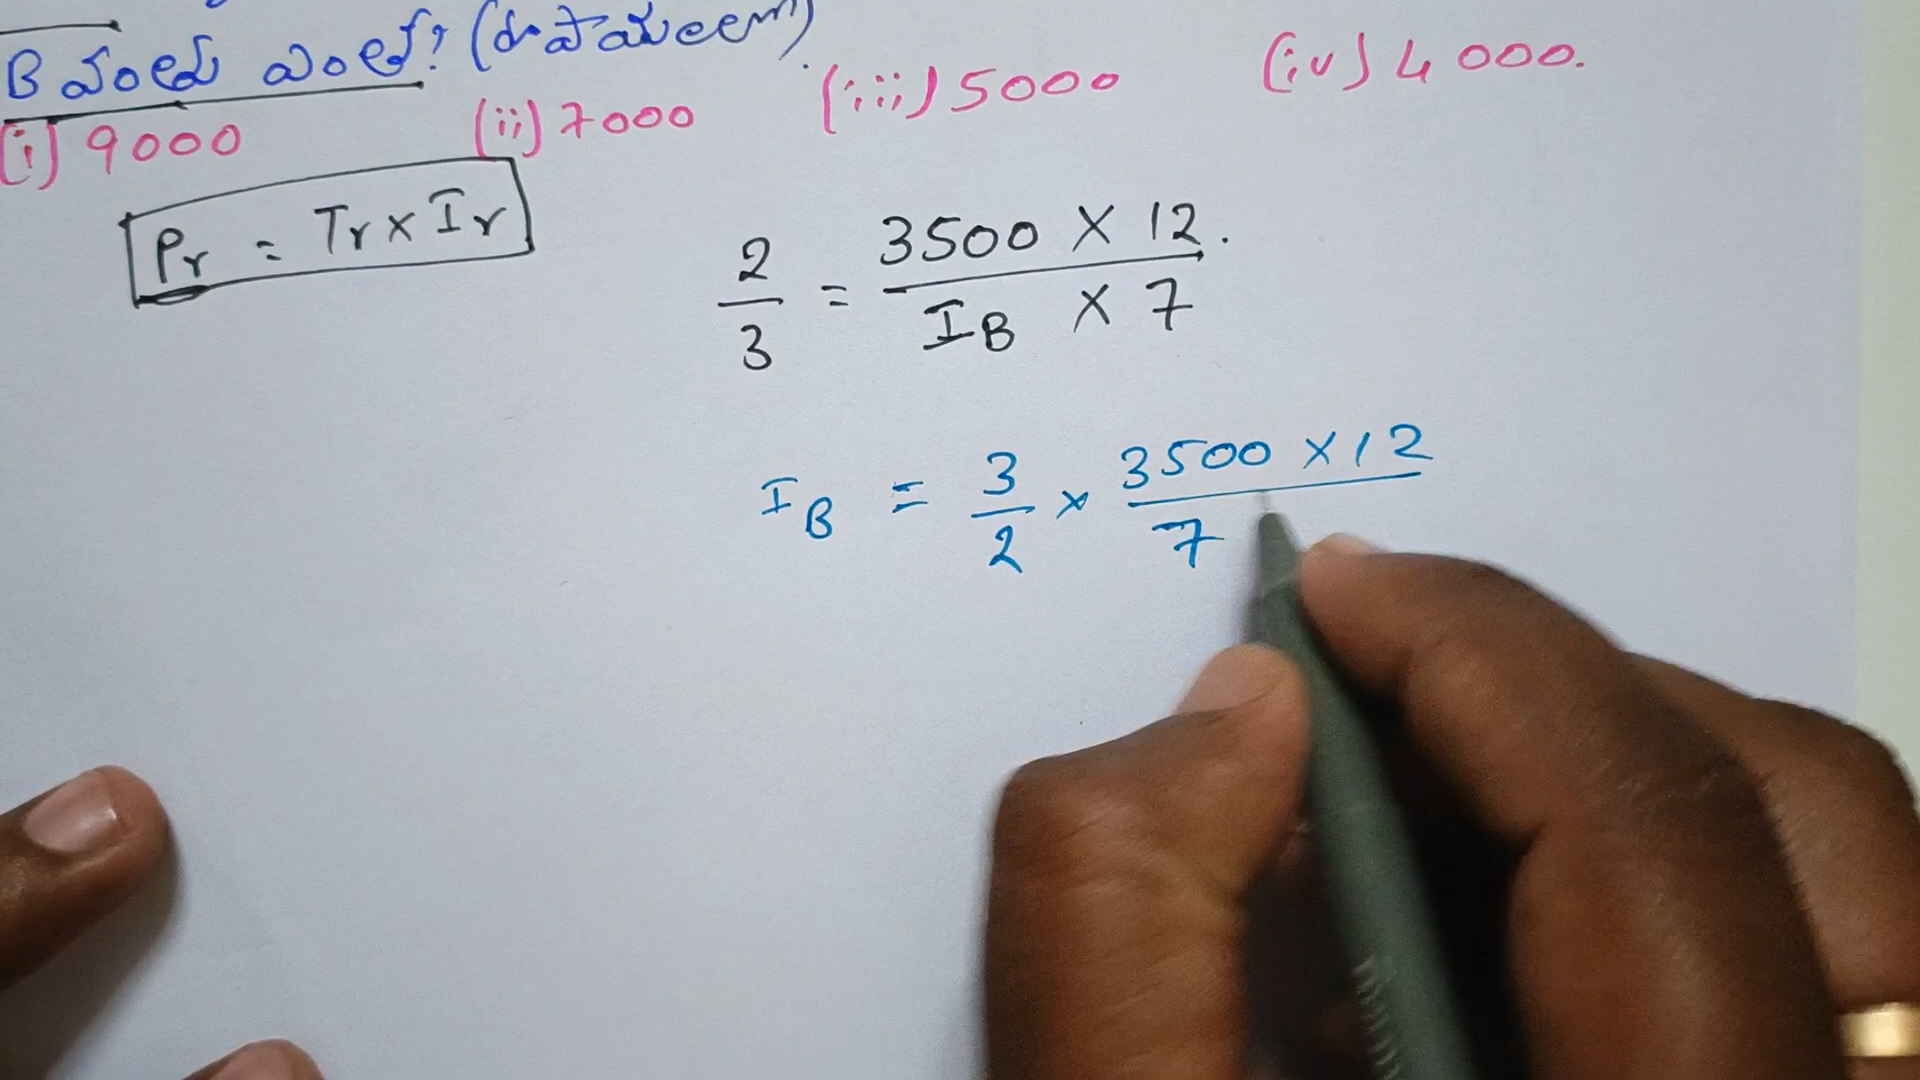 B ವಂಲು ಎಂಲೆ? (ರೂಪಾಯಿ
(i) 9000 (ii) 7000 (iii) 5000 (iv) 4000.
Pr = Tr x Ir
2/3 = 3500 X 12. / IB X 7
IB = 3/2 x 3500 x 12 / 7